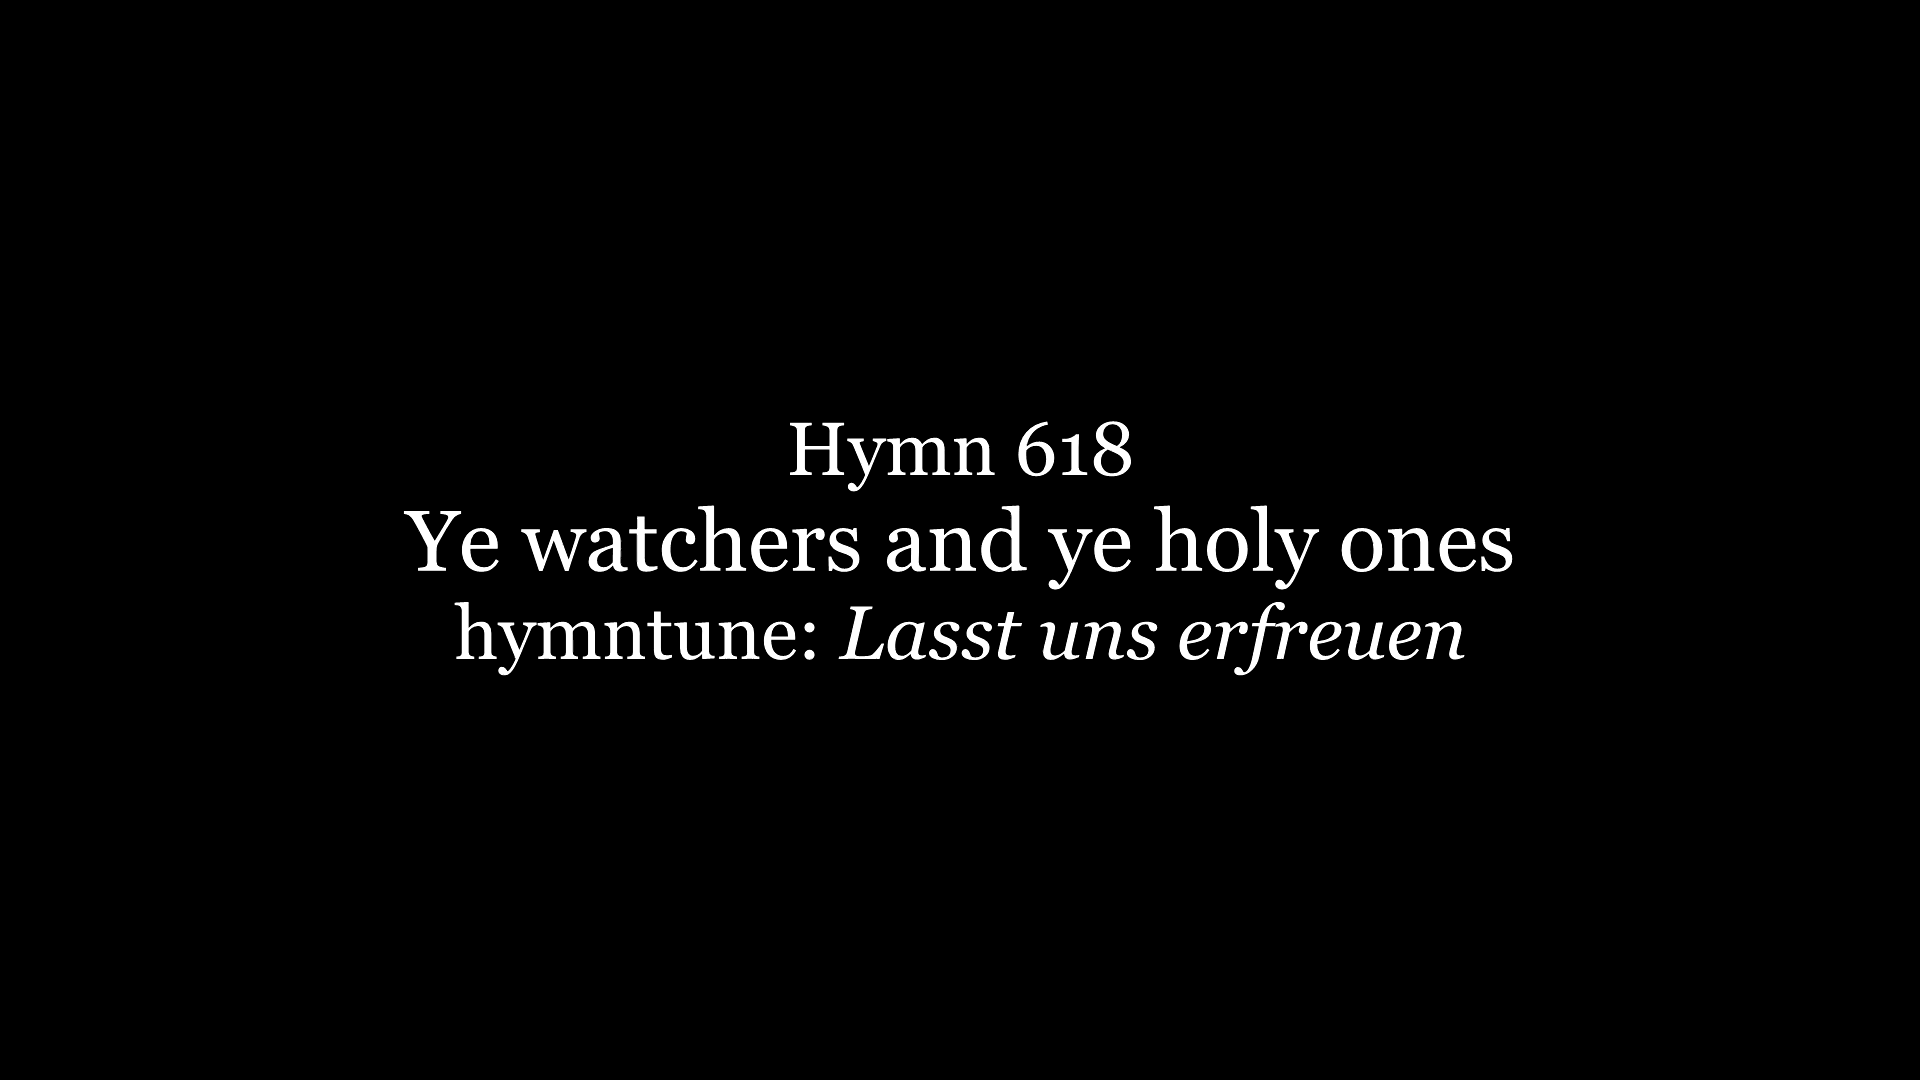 Hymn 618
Ye watchers and ye holy ones
hymntune: Lasst uns erfreuen